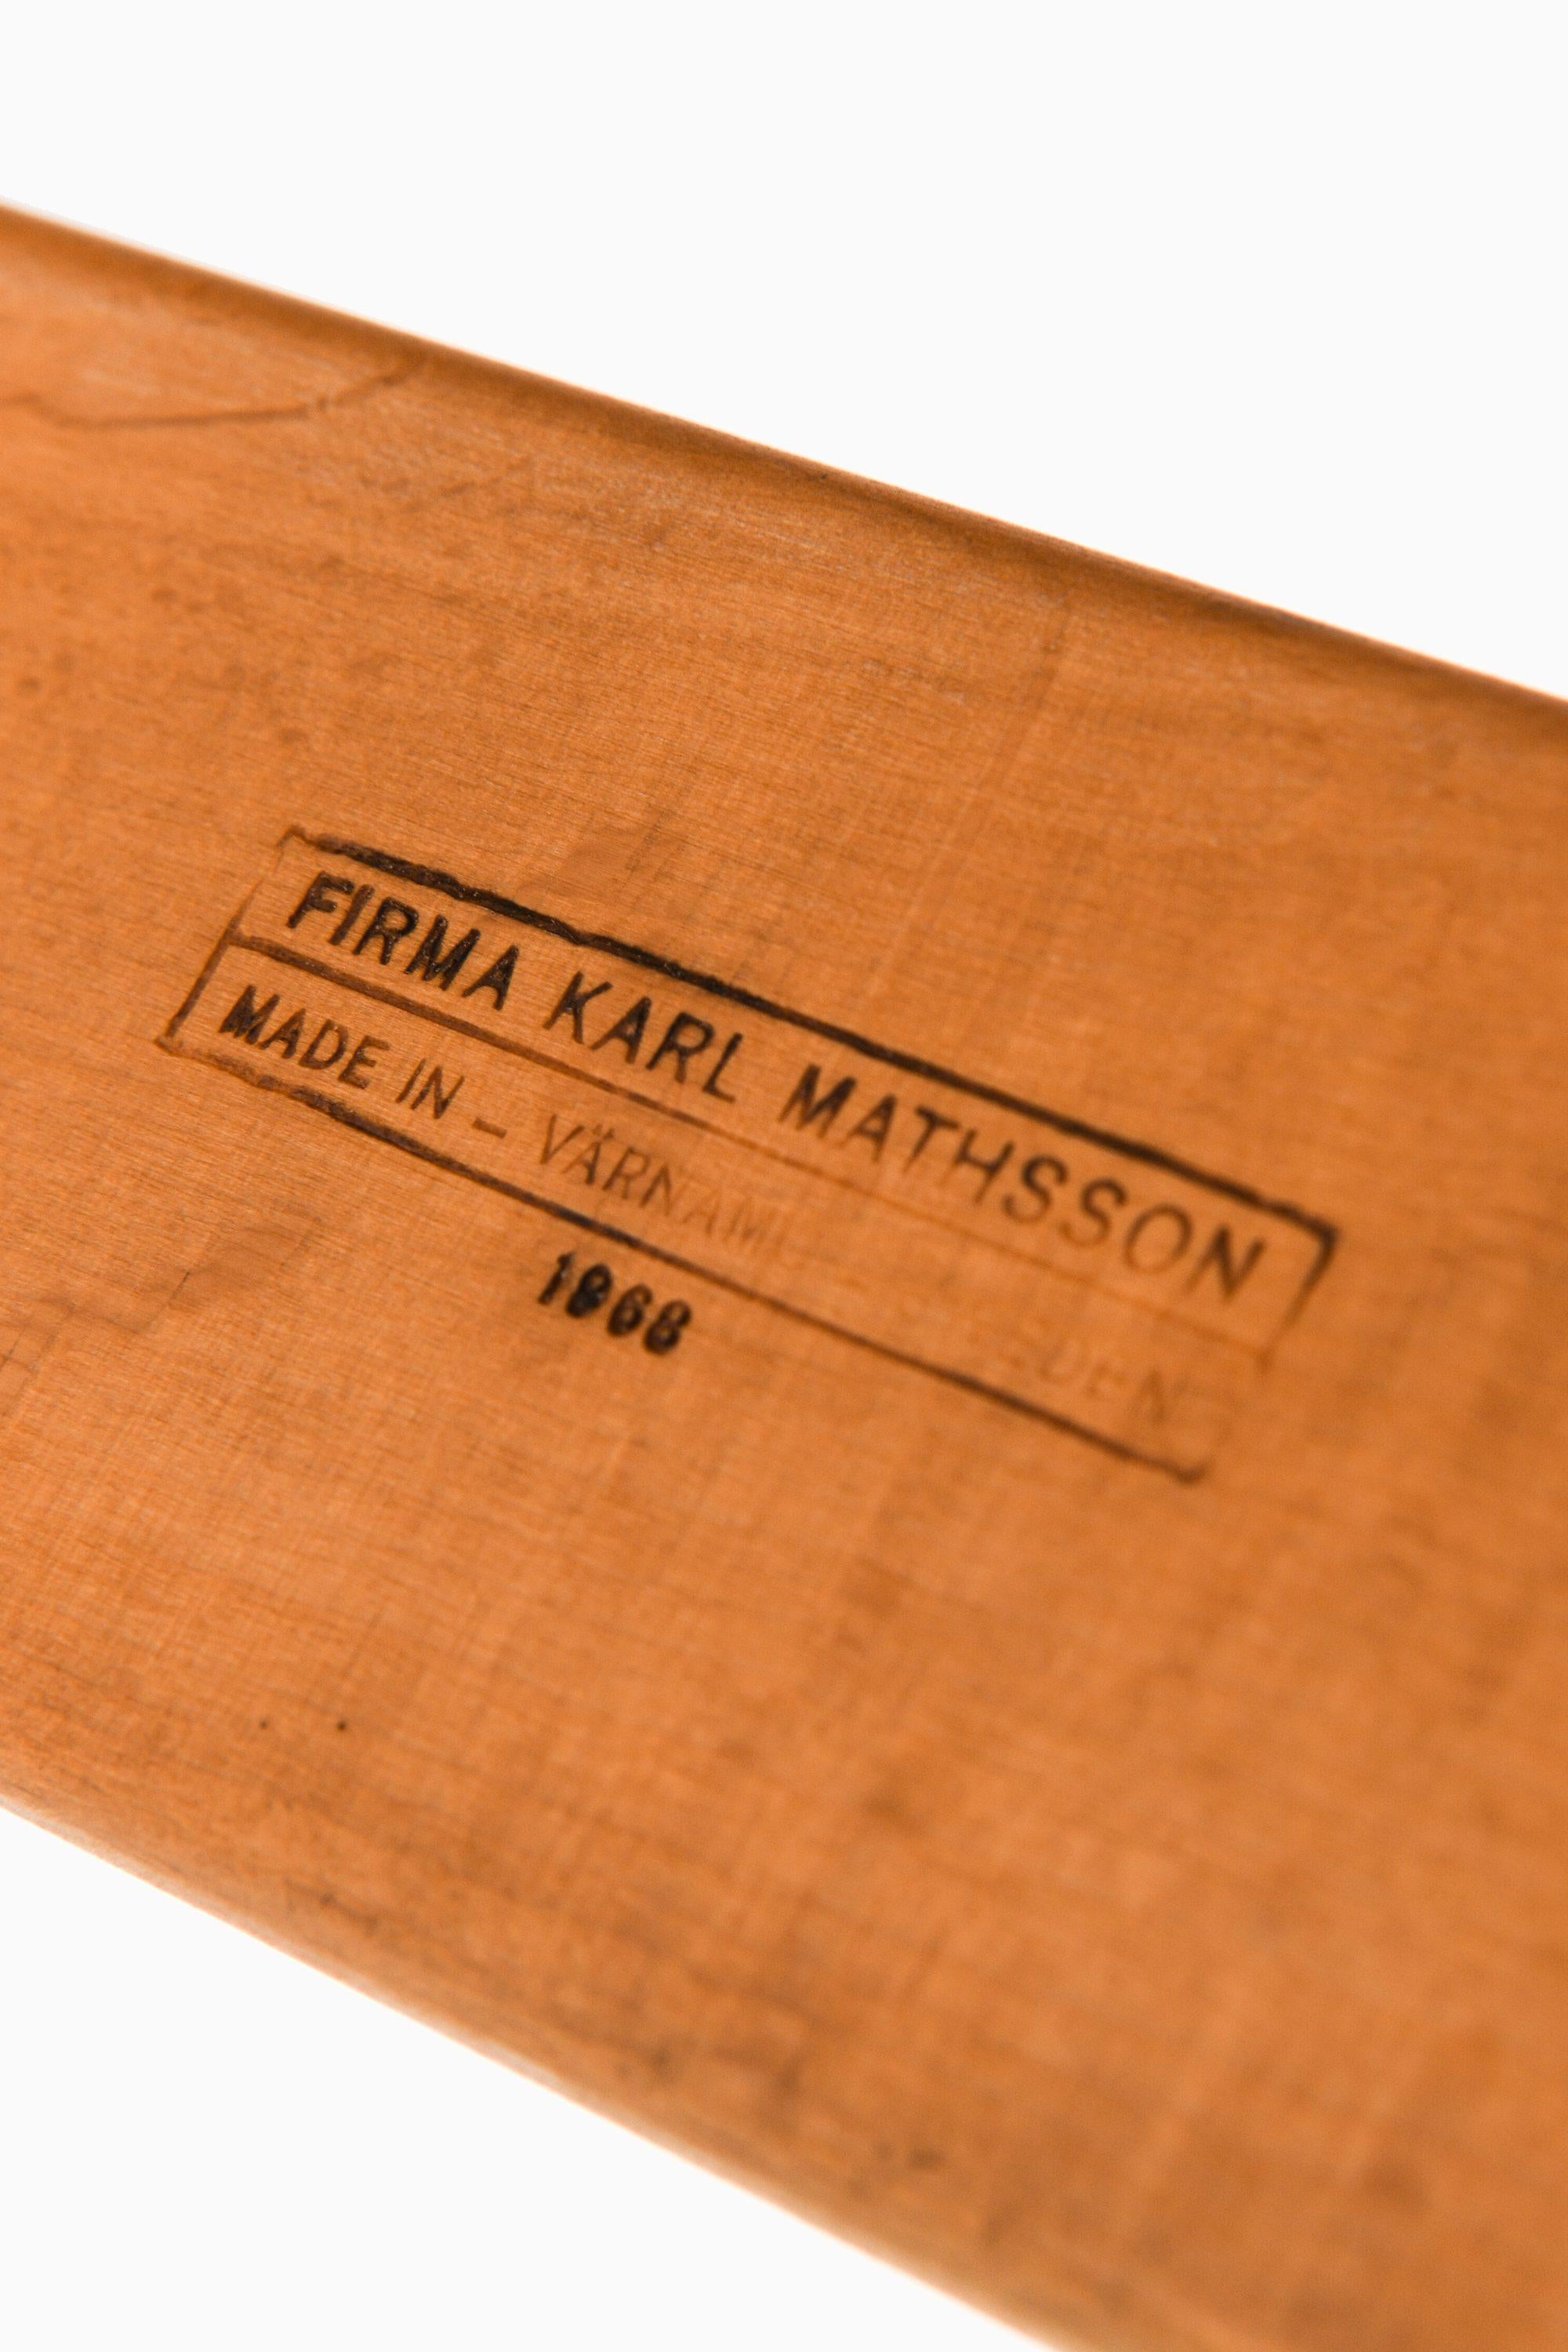 FIRMA KARL MATHSSON
MADE IN – VÄRNAMO
1968